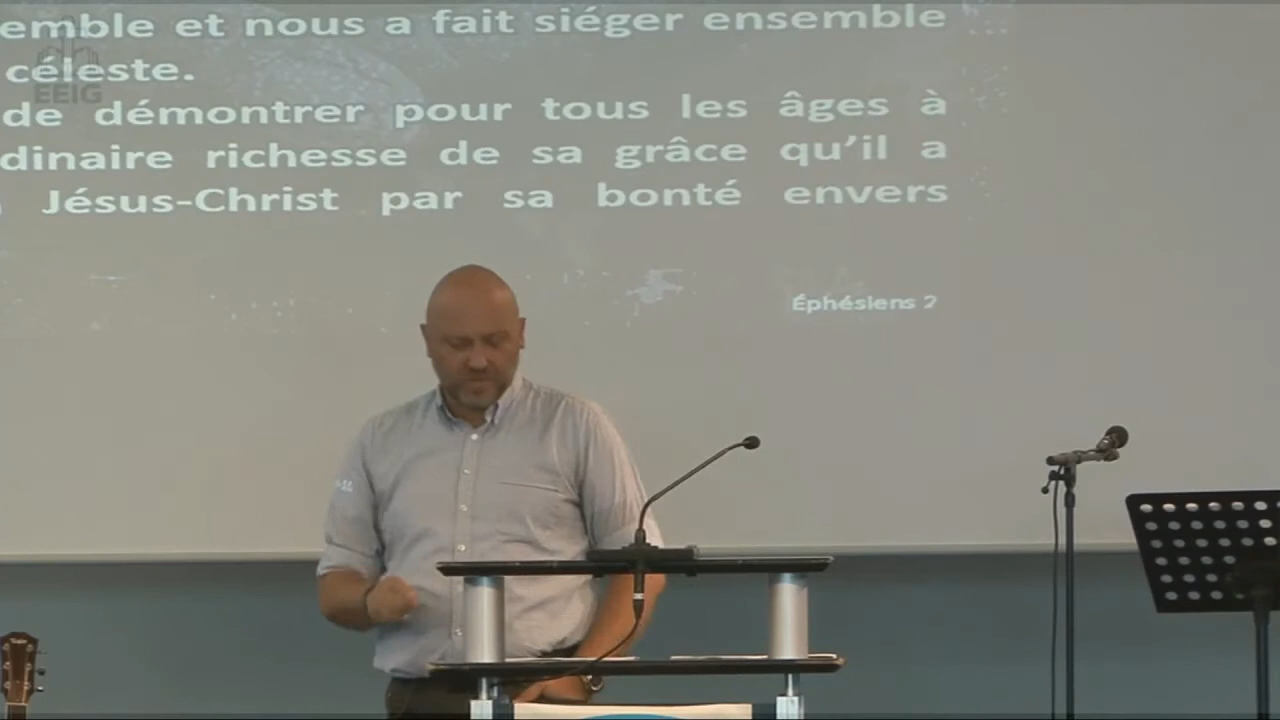 emble et nous a fait siéger ensemble
céleste.
EEIG
de démontrer pour tous les âges à
dinaire richesse de sa grâce qu'il a
Jésus-Christ par sa bonté envers
Éphésiens 2